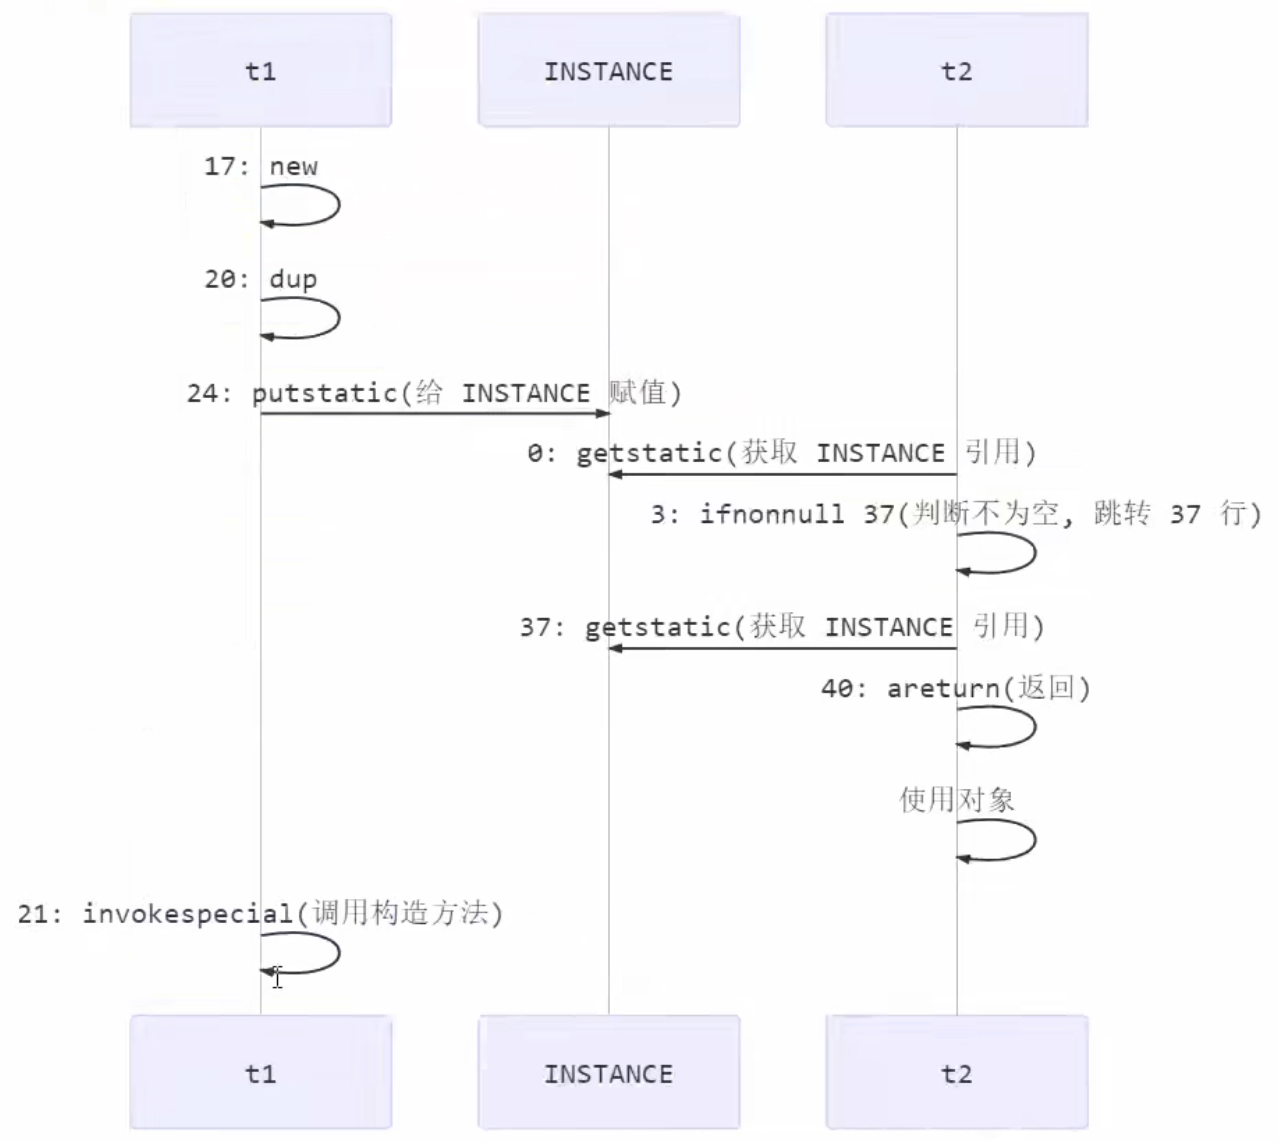 t1
INSTANCE
t2
17: new
20: dup
24: putstatic(给 INSTANCE 赋值)
0: getstatic(获取 INSTANCE 引用)
3: ifnonnull 37(判断不为空, 跳转 37 行)
37: getstatic(获取 INSTANCE 引用)
40: areturn(返回)
使用对象
21: invokespecial(调用构造方法)
t1
INSTANCE
t2